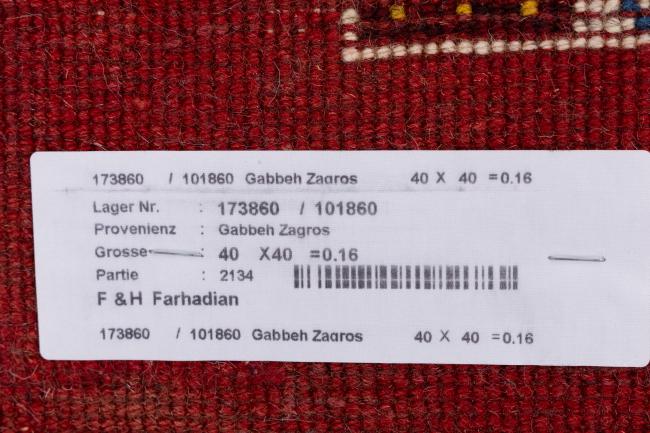 173860 / 101860 Gabbeh Zagros 40 X 40 =0.16
Lager Nr. : 173860 / 101860
Provenienz : Gabbeh Zagros
Grosse : 40 X40 =0.16
Partie : 2134
F &H Farhadian
173860 / 101860 Gabbeh Zagros 40 X 40 =0.16